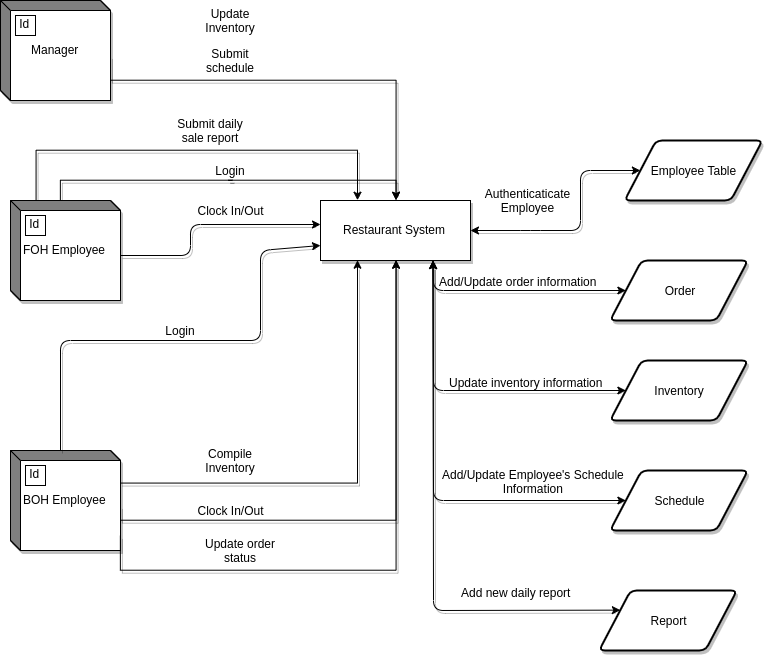 Id
Manager
Update
Inventory
Submit
schedule
Submit daily
sale report
Login
Id
FOH Employee
Clock In/Out
Restaurant System
Authenticaticate
Employee
Employee Table
Add/Update order information
Order
Login
Update inventory information
Inventory
Id
BOH Employee
Compile
Inventory
Add/Update Employee's Schedule
Information
Schedule
Clock In/Out
Update order
status
Add new daily report
Report